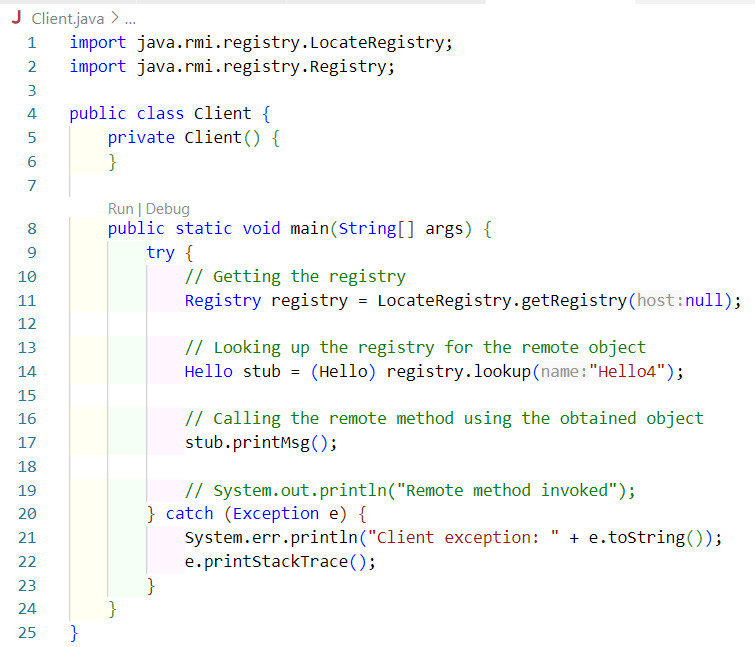 J Client.java > ...
1 import java.rmi.registry.LocateRegistry;
2 import java.rmi.registry.Registry;
3
4 public class Client {
5     private Client() {
6     }
7
Run | Debug
8     public static void main(String[] args) {
9         try {
10             // Getting the registry
11             Registry registry = LocateRegistry.getRegistry(host:null);
12
13             // Looking up the registry for the remote object
14             Hello stub = (Hello) registry.lookup(name:"Hello4");
15
16             // Calling the remote method using the obtained object
17             stub.printMsg();
18
19             // System.out.println("Remote method invoked");
20         } catch (Exception e) {
21             System.err.println("Client exception: " + e.toString());
22             e.printStackTrace();
23         }
24     }
25 }